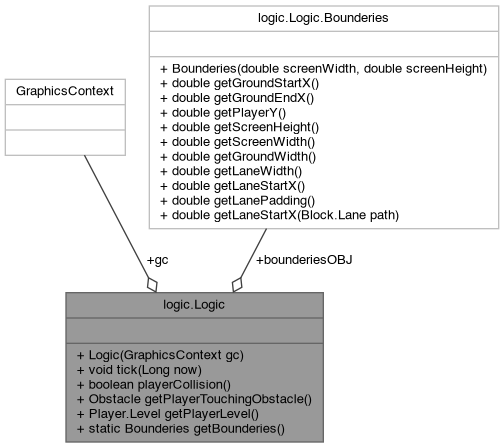 logic.Logic.Bounderies
+ Bounderies(double screenWidth, double screenHeight)
+ double getGroundStartX()
+ double getGroundEndX()
+ double getPlayerY()
+ double getScreenHeight()
+ double getScreenWidth()
+ double getGroundWidth()
+ double getLaneWidth()
+ double getLaneStartX()
+ double getLanePadding()
+ double getLaneStartX(Block.Lane path)
GraphicsContext
+gc
+bounderiesOBJ
logic.Logic
+ Logic(GraphicsContext gc)
+ void tick(Long now)
+ boolean playerCollision()
+ Obstacle getPlayerTouchingObstacle()
+ Player.Level getPlayerLevel()
+ static Bounderies getBounderies()